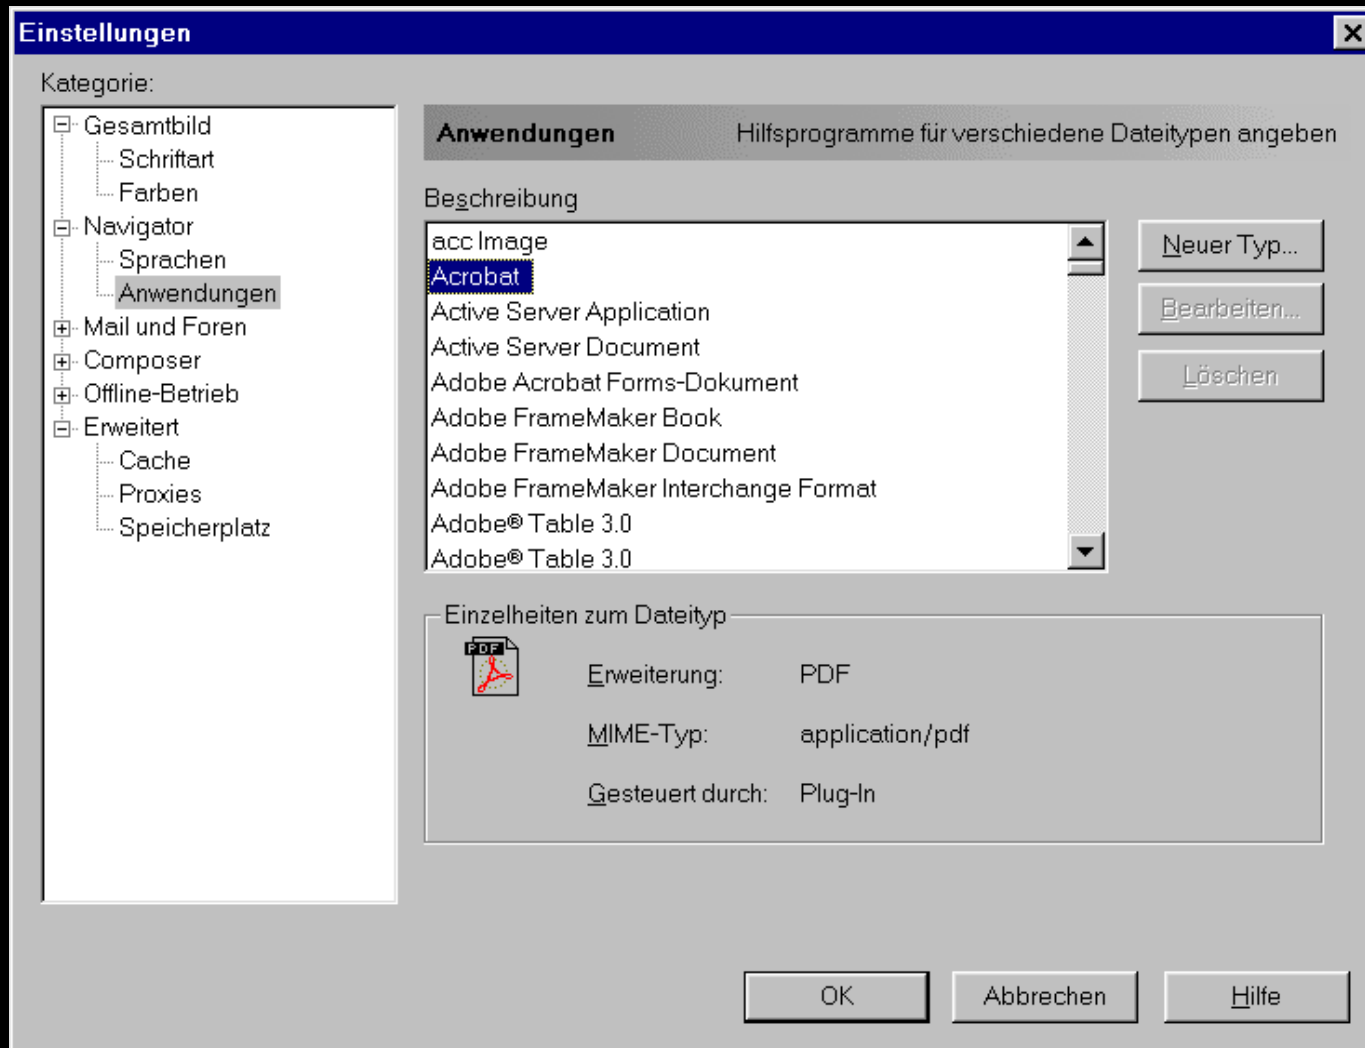 Einstellungen
Kategorie:
Gesamtbild
Schriftart
Farben
Navigator
Sprachen
Anwendungen
Mail und Foren
Composer
Offline-Betrieb
Erweitert
Cache
Proxies
Speicherplatz
Anwendungen Hilfsprogramme für verschiedene Dateitypen angeben
Beschreibung
acc Image
Acrobat
Active Server Application
Active Server Document
Adobe Acrobat Forms-Dokument
Adobe FrameMaker Book
Adobe FrameMaker Document
Adobe FrameMaker Interchange Format
Adobe® Table 3.0
Adobe® Table 3.0
Neuer Typ...
Bearbeiten...
Löschen
Einzelheiten zum Dateityp
PDF
Erweiterung: PDF
MIME-Typ: application/pdf
Gesteuert durch: Plug-In
OK Abbrechen Hilfe